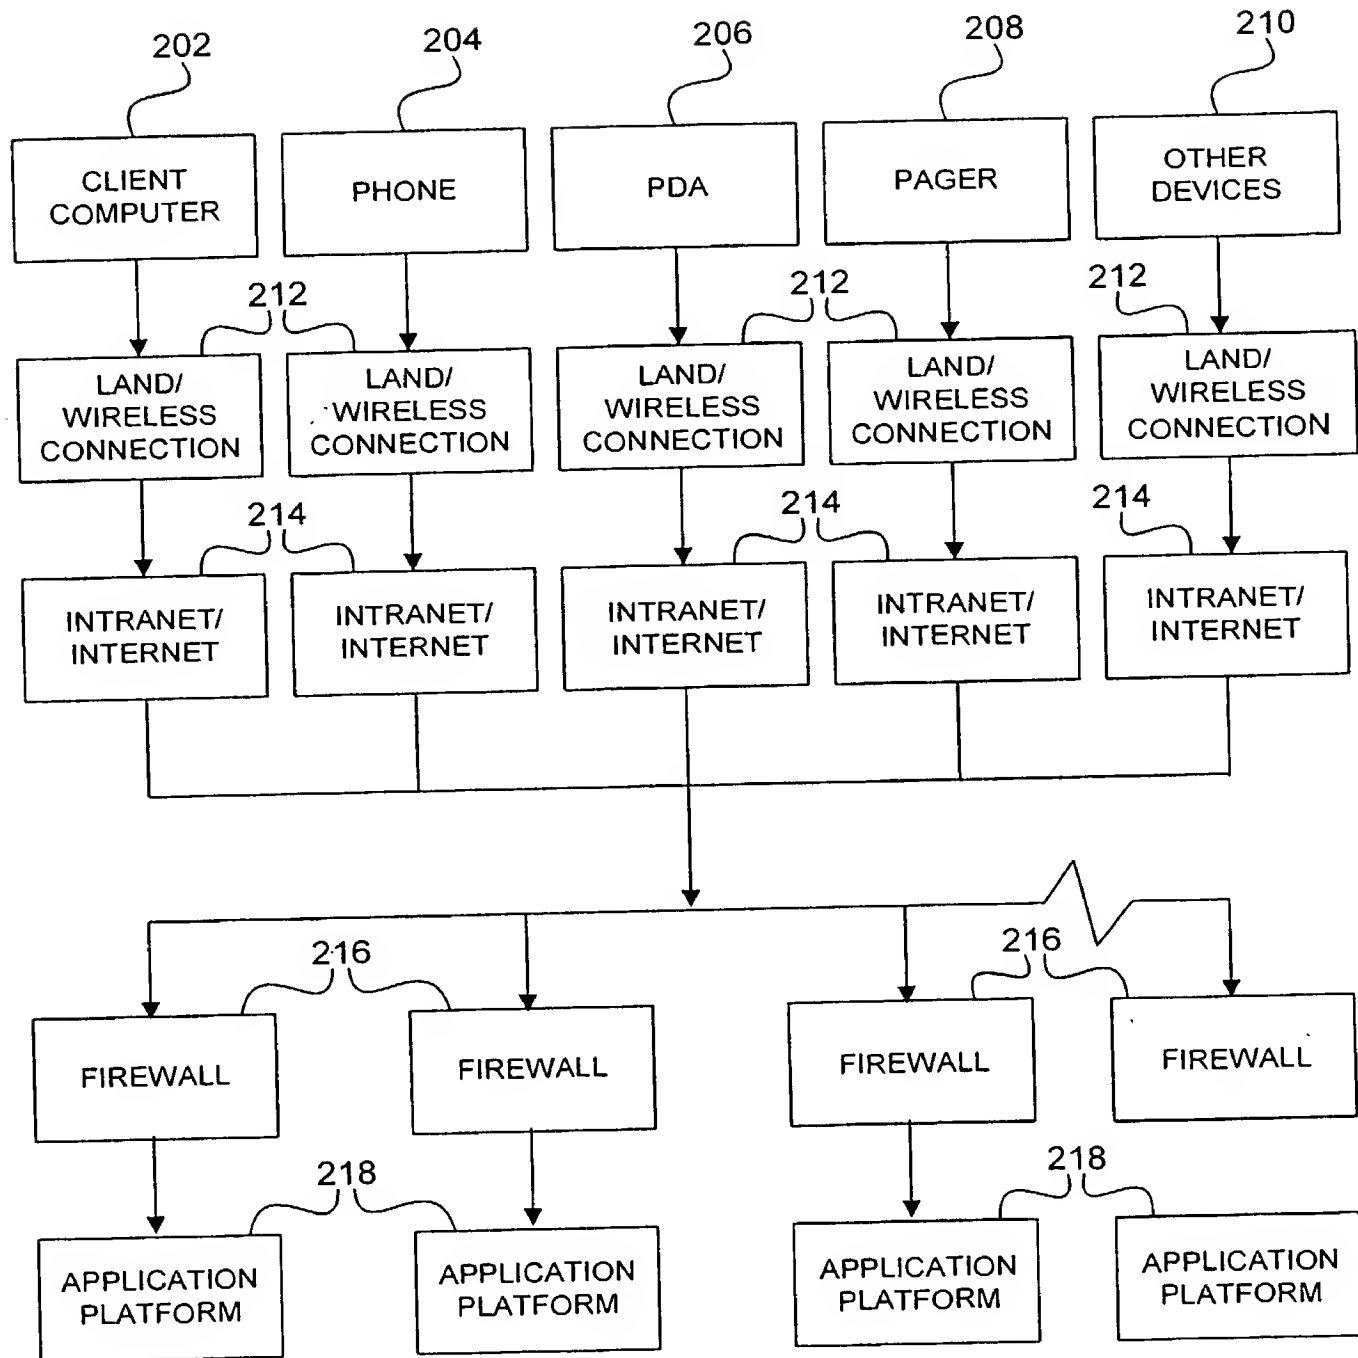 202
204
206
208
210
CLIENT
COMPUTER
PHONE
PDA
PAGER
OTHER
DEVICES
212
212
212
LAND/
WIRELESS
CONNECTION
LAND/
WIRELESS
CONNECTION
LAND/
WIRELESS
CONNECTION
LAND/
WIRELESS
CONNECTION
LAND/
WIRELESS
CONNECTION
214
214
214
INTRANET/
INTERNET
INTRANET/
INTERNET
INTRANET/
INTERNET
INTRANET/
INTERNET
INTRANET/
INTERNET
216
216
FIREWALL
FIREWALL
FIREWALL
FIREWALL
218
218
APPLICATION
PLATFORM
APPLICATION
PLATFORM
APPLICATION
PLATFORM
APPLICATION
PLATFORM